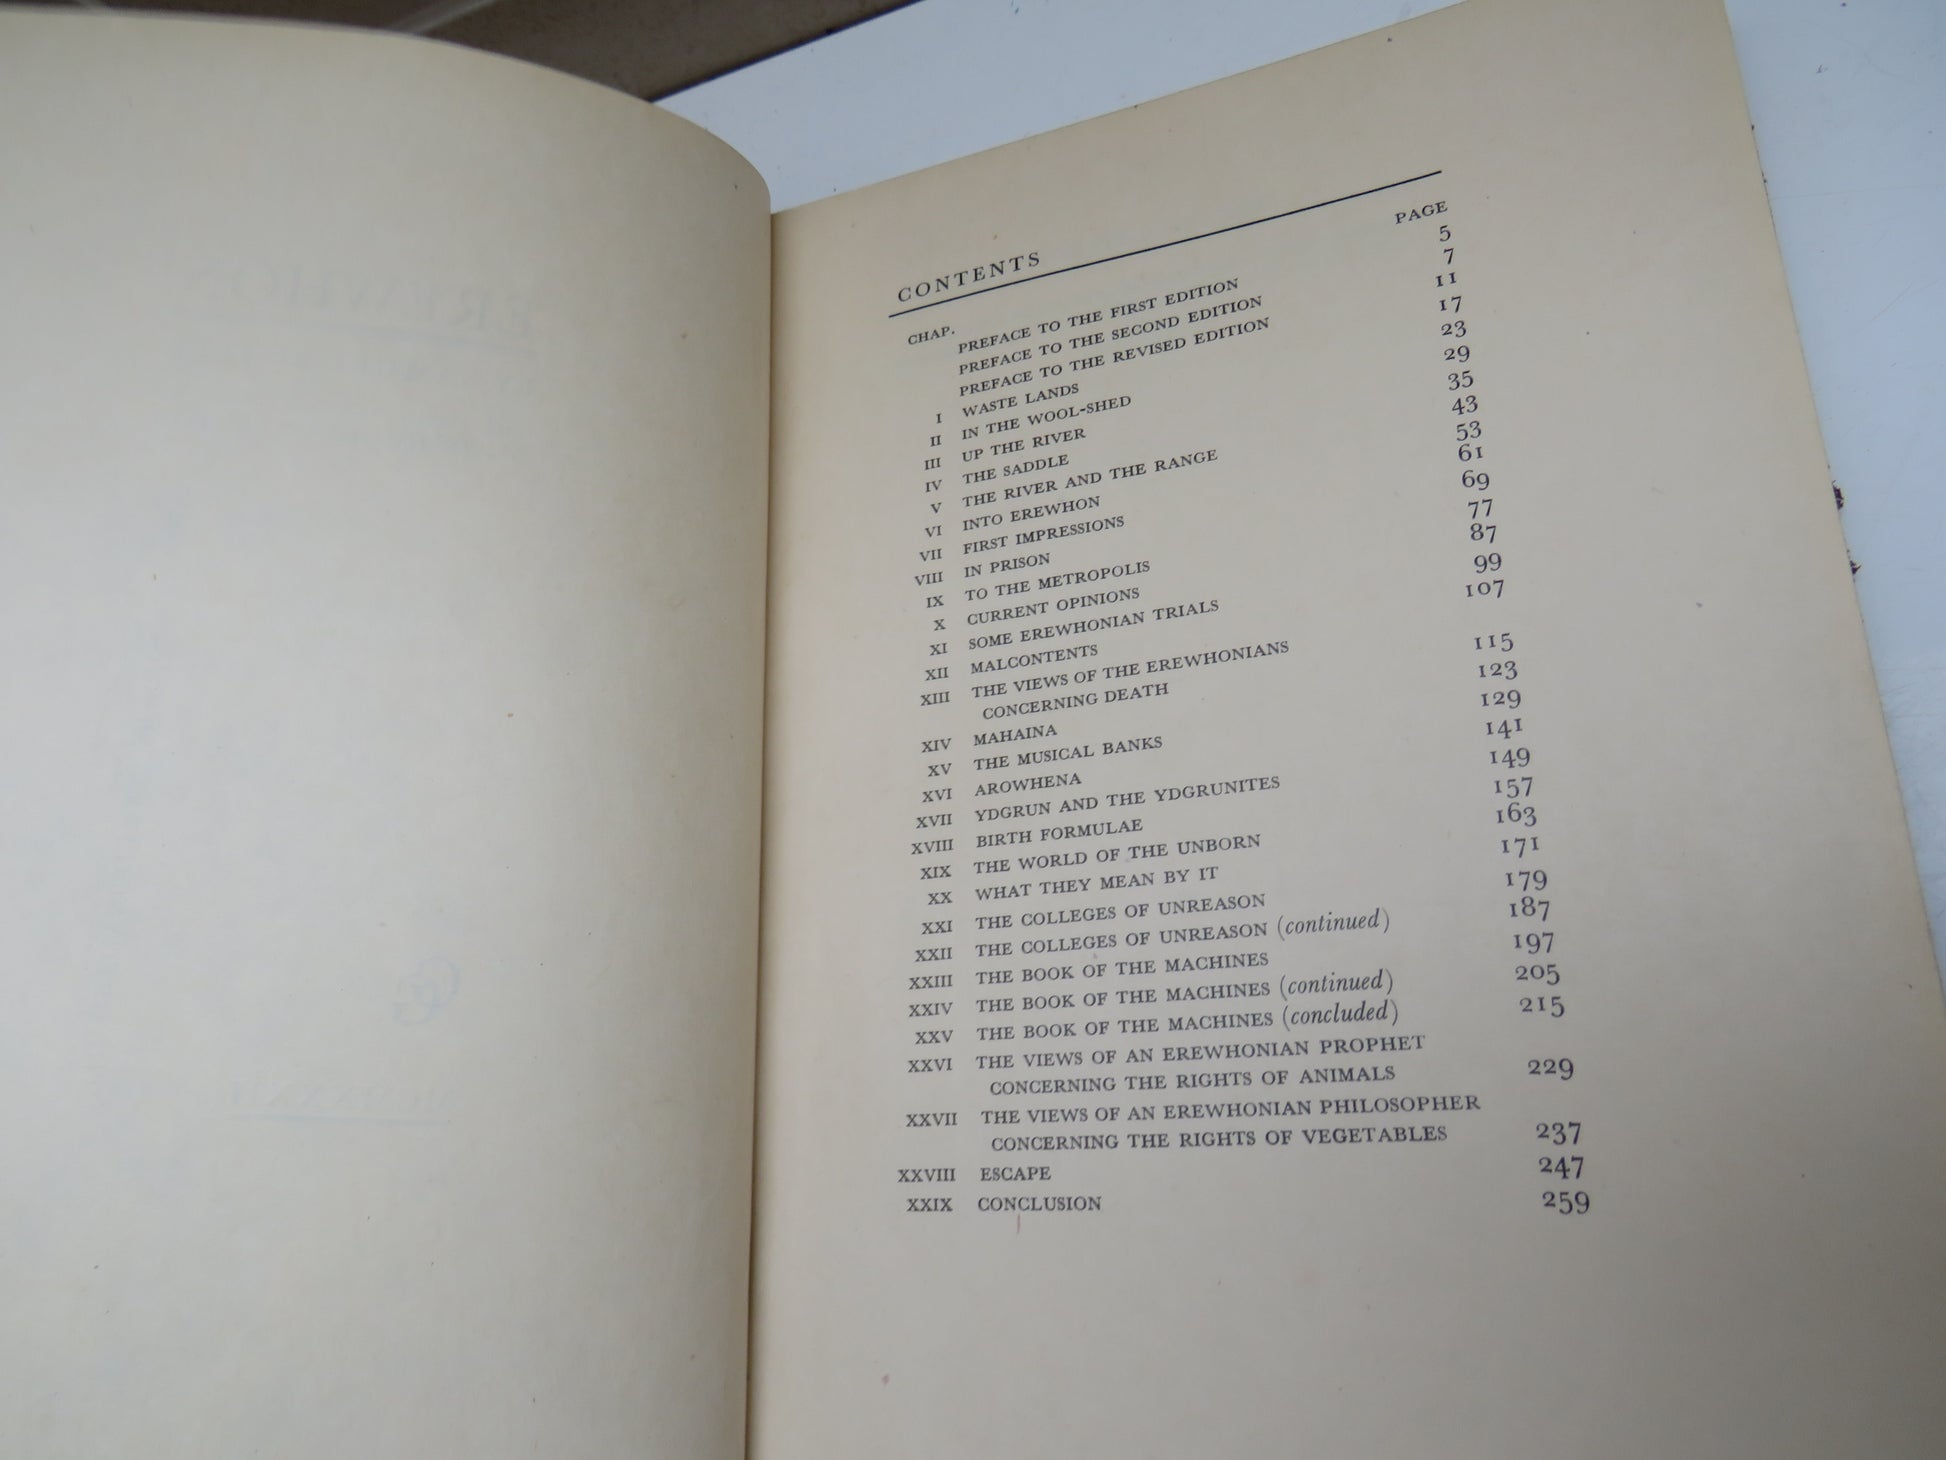 CONTENTS
CHAP. PAGE
PREFACE TO THE FIRST EDITION 5
PREFACE TO THE SECOND EDITION 7
PREFACE TO THE REVISED EDITION 11
I WASTE LANDS 17
II IN THE WOOL-SHED 23
III UP THE RIVER 29
IV THE SADDLE 35
V THE RIVER AND THE RANGE 43
VI INTO EREWHON 53
VII FIRST IMPRESSIONS 61
VIII IN PRISON 69
IX TO THE METROPOLIS 77
X CURRENT OPINIONS 87
XI SOME EREWHONIAN TRIALS 99
XII MALCONTENTS 107
XIII THE VIEWS OF THE EREWHONIANS
CONCERNING DEATH 115
XIV MAHAINA 123
XV THE MUSICAL BANKS 129
XVI AROWHENA 141
XVII YDGRUN AND THE YDGRUNITES 149
XVIII BIRTH FORMULAE 157
XIX THE WORLD OF THE UNBORN 163
XX WHAT THEY MEAN BY IT 171
XXI THE COLLEGES OF UNREASON 179
XXII THE COLLEGES OF UNREASON (continued) 187
XXIII THE BOOK OF THE MACHINES 197
XXIV THE BOOK OF THE MACHINES (continued) 205
XXV THE BOOK OF THE MACHINES (concluded) 215
XXVI THE VIEWS OF AN EREWHONIAN PROPHET
CONCERNING THE RIGHTS OF ANIMALS 229
XXVII THE VIEWS OF AN EREWHONIAN PHILOSOPHER
CONCERNING THE RIGHTS OF VEGETABLES 237
XXVIII ESCAPE 247
XXIX CONCLUSION 259